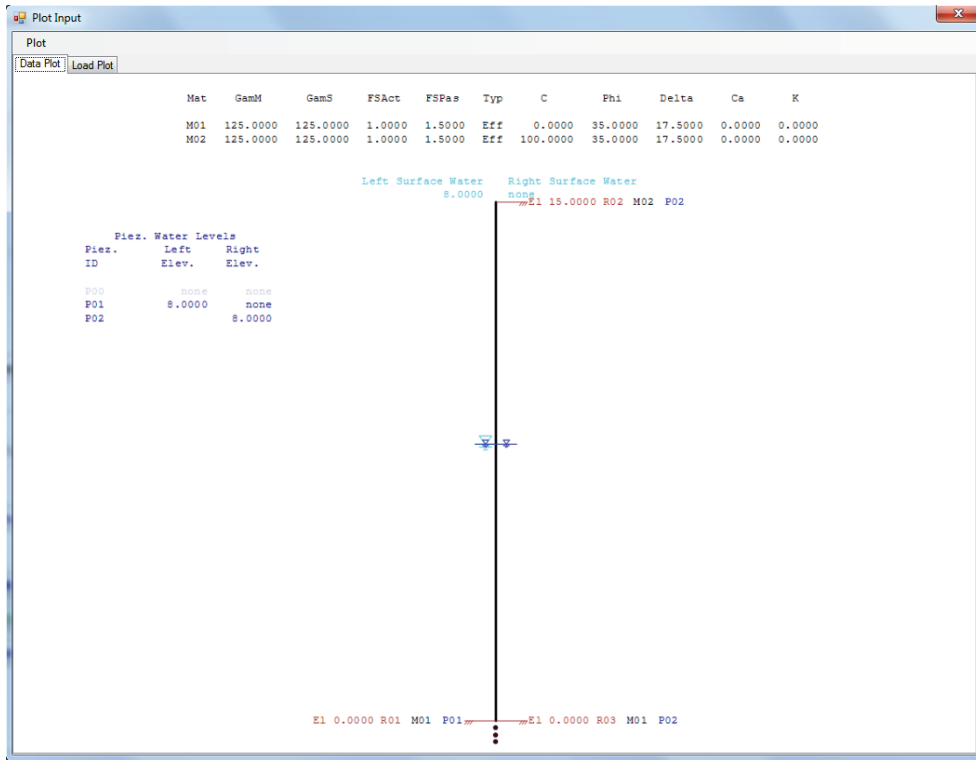 Plot Input
Plot
Data Plot Load Plot
Mat GamM GamS FSAct FSPas Typ C Phi Delta Ca K
M01 125.0000 125.0000 1.0000 1.5000 Eff 0.0000 35.0000 17.5000 0.0000 0.0000
M02 125.0000 125.0000 1.0000 1.5000 Eff 100.0000 35.0000 17.5000 0.0000 0.0000
Left Surface Water Right Surface Water
8.0000 none
El 15.0000 R02 M02 P02
Piez. Water Levels
Piez. Left Right
ID Elev. Elev.
P00 none none
P01 8.0000 none
P02 8.0000
El 0.0000 R01 M01 P01 El 0.0000 R03 M01 P02